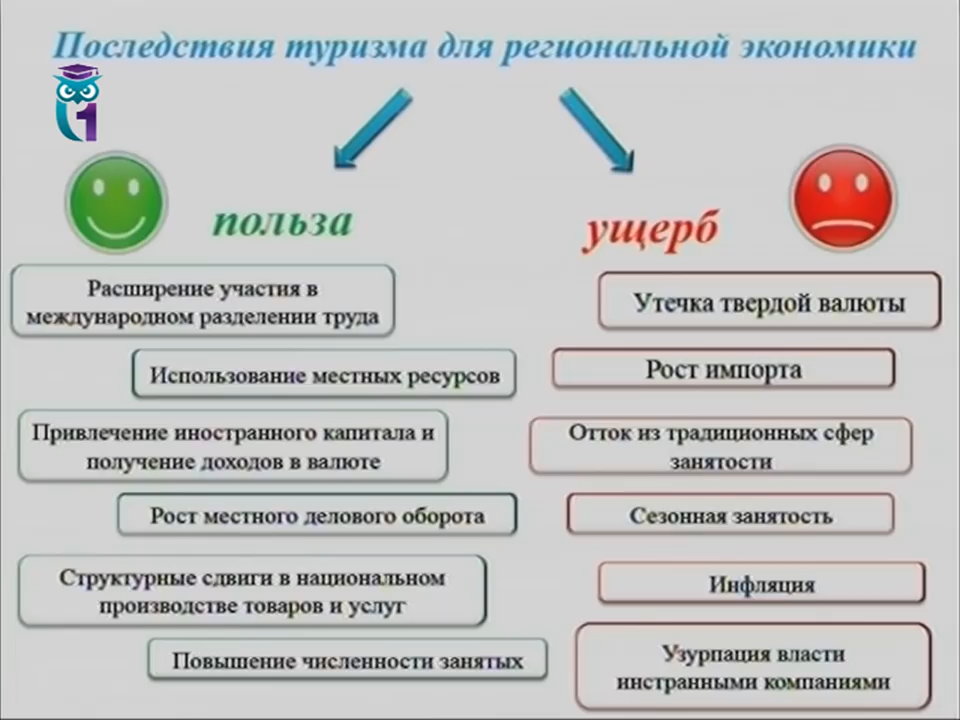 Последствия туризма для региональной экономики
1
польза
ущерб
Расширение участия в
международном разделении труда
Использование местных ресурсов
Привлечение иностранного капитала и
получение доходов в валюте
Рост местного делового оборота
Структурные сдвиги в национальном
производстве товаров и услуг
Повышение численности занятых
Утечка твердой валюты
Рост импорта
Отток из традиционных сфер
занятости
Сезонная занятость
Инфляция
Узурпация власти
инстранными компаниями